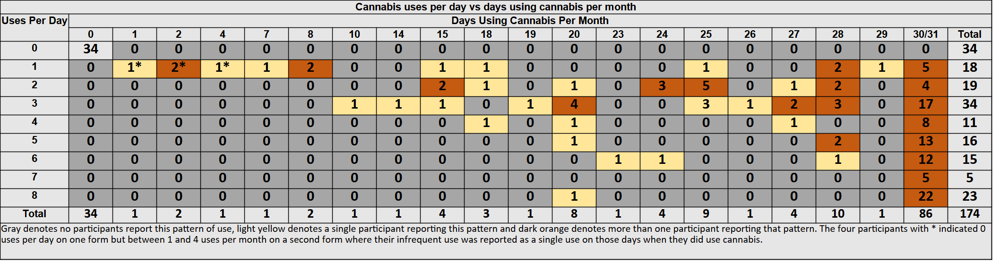 Cannabis uses per day vs days using cannabis per month
Uses Per Day Days Using Cannabis Per Month
0 1 2 4 7 8 10 14 15 18 19 20 23 24 25 26 27 28 29 30/31 Total
0 34 0 0 0 0 0 0 0 0 0 0 0 0 0 0 0 0 0 0 0 34
1 0 1* 2* 1* 1 2 0 0 1 1 0 0 0 0 1 0 0 2 1 5 18
2 0 0 0 0 0 0 0 0 2 1 0 1 0 3 5 0 1 2 0 4 19
3 0 0 0 0 0 0 1 1 1 0 1 4 0 0 3 1 2 3 0 17 34
4 0 0 0 0 0 0 0 0 0 1 0 1 0 0 0 0 1 0 0 8 11
5 0 0 0 0 0 0 0 0 0 0 0 1 0 0 0 0 0 2 0 13 16
6 0 0 0 0 0 0 0 0 0 0 0 0 1 1 0 0 0 1 0 12 15
7 0 0 0 0 0 0 0 0 0 0 0 0 0 0 0 0 0 0 0 5 5
8 0 0 0 0 0 0 0 0 0 0 0 1 0 0 0 0 0 0 0 22 23
Total 34 1 2 1 1 2 1 1 4 3 1 8 1 4 9 1 4 10 1 86 174
Gray denotes no participants report this pattern of use, light yellow denotes a single participant reporting this pattern and dark orange denotes more than one participant reporting that pattern. The four participants with * indicated 0
uses per day on one form but between 1 and 4 uses per month on a second form where their infrequent use was reported as a single use on those days when they did use cannabis.